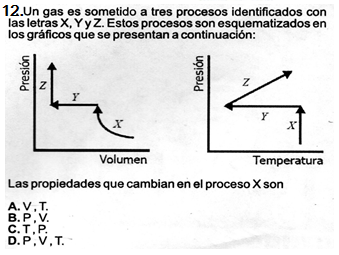 12.Un gas es sometido a tres procesos identificados con
las letras X, Y y Z. Estos procesos son esquematizados en
los gráficos que se presentan a continuación:
Presión
Z
Y
X
Volumen
Presión
Z
Y
X
Temperatura
Las propiedades que cambian en el proceso X son
A. V , T.
B. P , V.
C. T , P.
D. P , V , T.